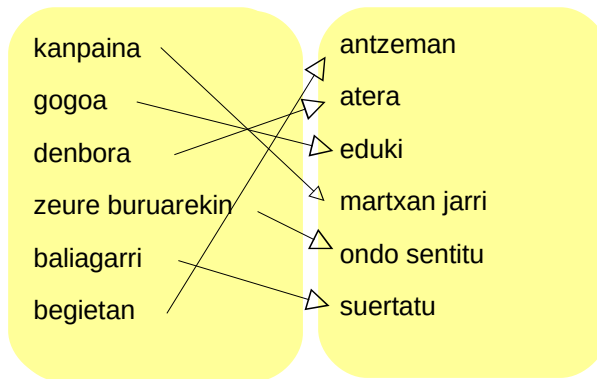 kanpaina
gogoa
denbora
zeure buruarekin
baliagarri
begietan
antzeman
atera
eduki
martxan jarri
ondo sentitu
suertatu